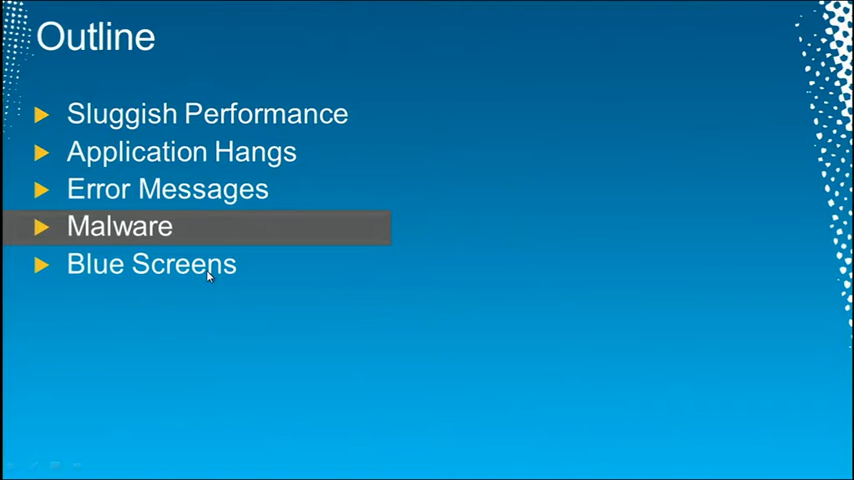 Outline
Sluggish Performance
Application Hangs
Error Messages
Malware
Blue Screens